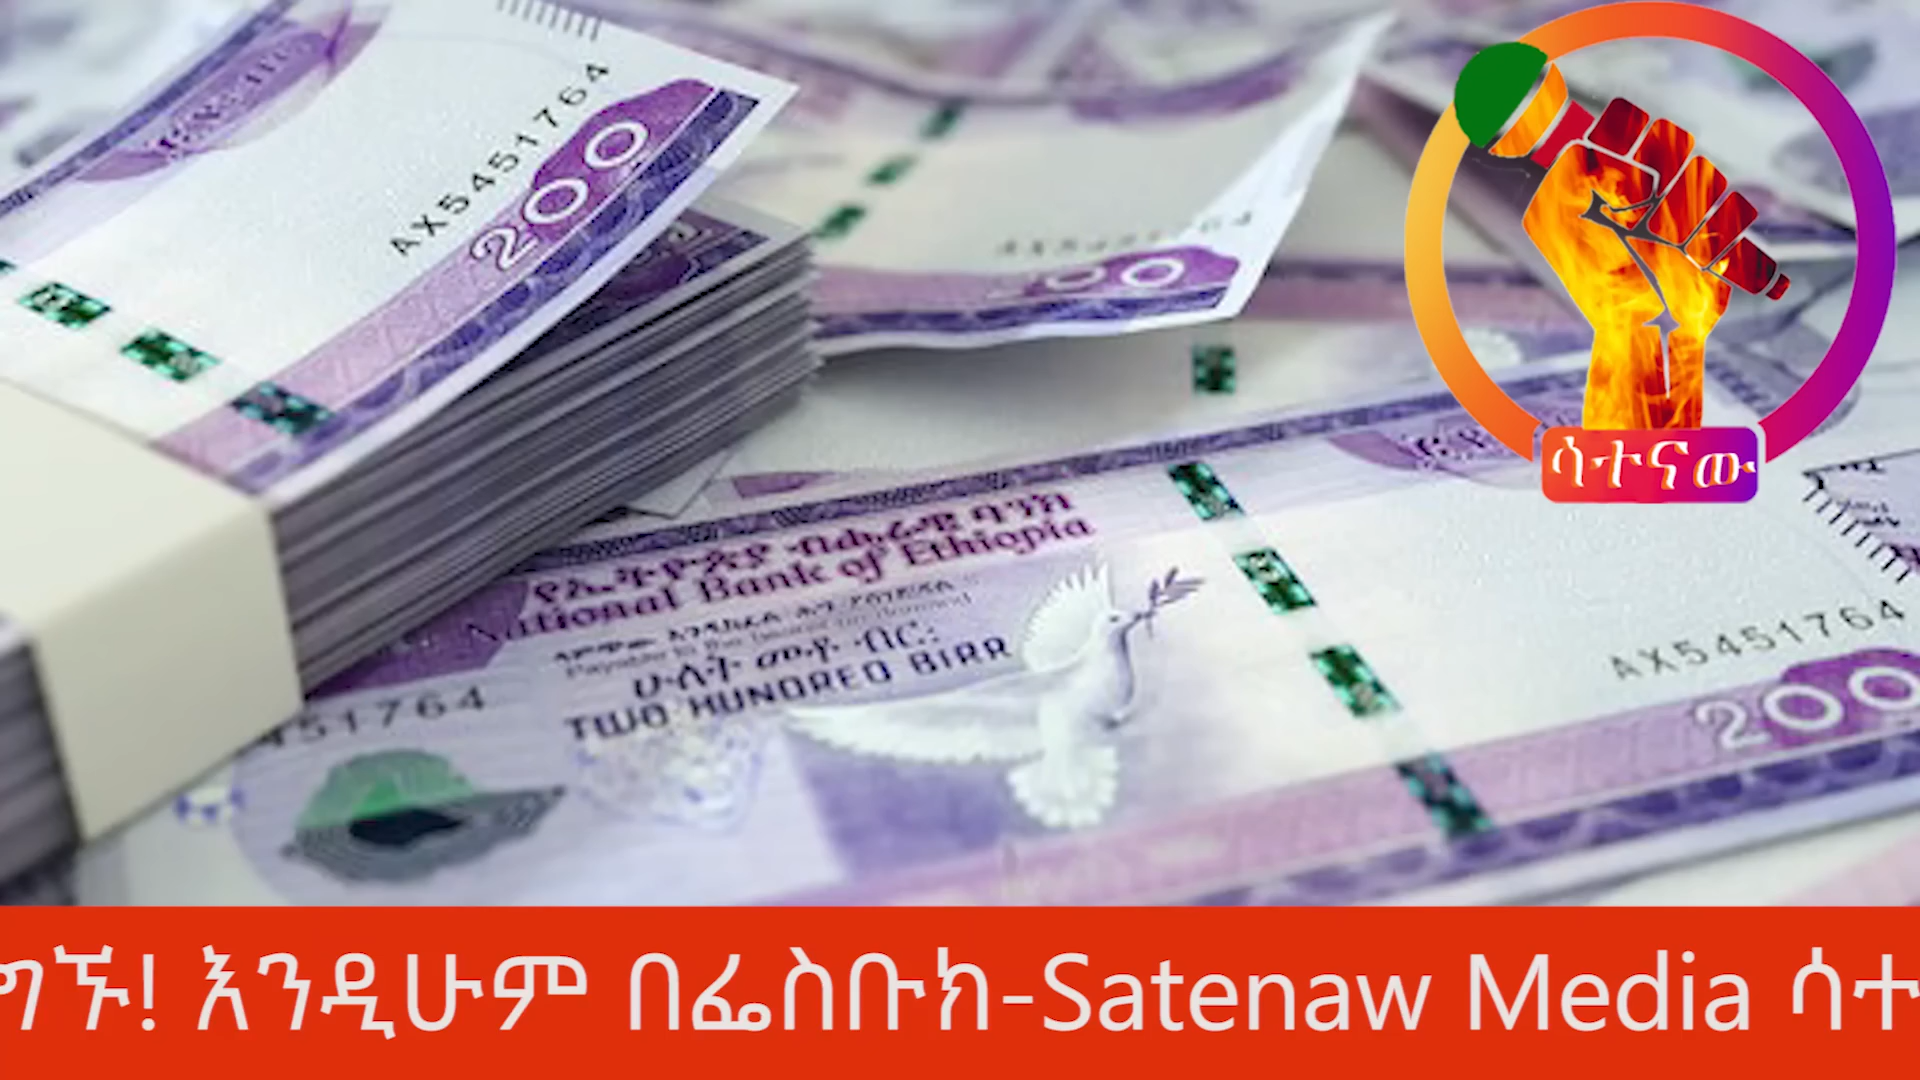 AX5451764
200
ሳተናው
የኢትዮጵያ ብሔራዊ ባንክ
National Bank of Ethiopia
ሁለት መቶ ብር
TWO HUNDRED BIRR
AX5451764
200
451764
ግኙ! እንዲሁም በፌስቡክ-Satenaw Media ሳተ